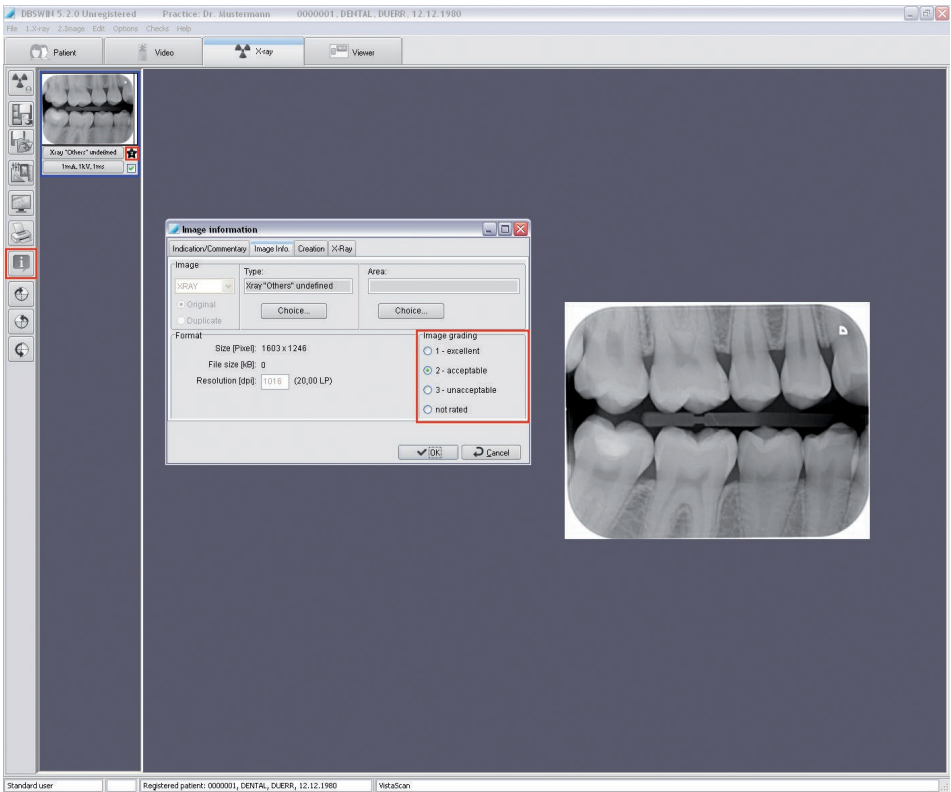 DBSWIN 5.2.0 Unregistered Practice: Dr. Mustermann 0000001, DENTAL, DUERR, 12.12.1980
File 1.X-ray 2.Image Edit Options Checks Help
Patient Video X-ray Viewer
Xray "Others" undefined
1mA, 1kV, 1ms
Image information
Indication/Commentary Image Info. Creation X-Ray
Image
Type: Area:
XRAY Xray "Others" undefined
Original
Choice... Choice...
Duplicate
Format Image grading
Size [Pixel]: 1603 x 1246 1 - excellent
File size [kB]: 0 2 - acceptable
Resolution [dpi]: 1016 (20,00 LP) 3 - unacceptable
not rated
OK Cancel
Standard user Registered patient: 0000001, DENTAL, DUERR, 12.12.1980 VistaScan